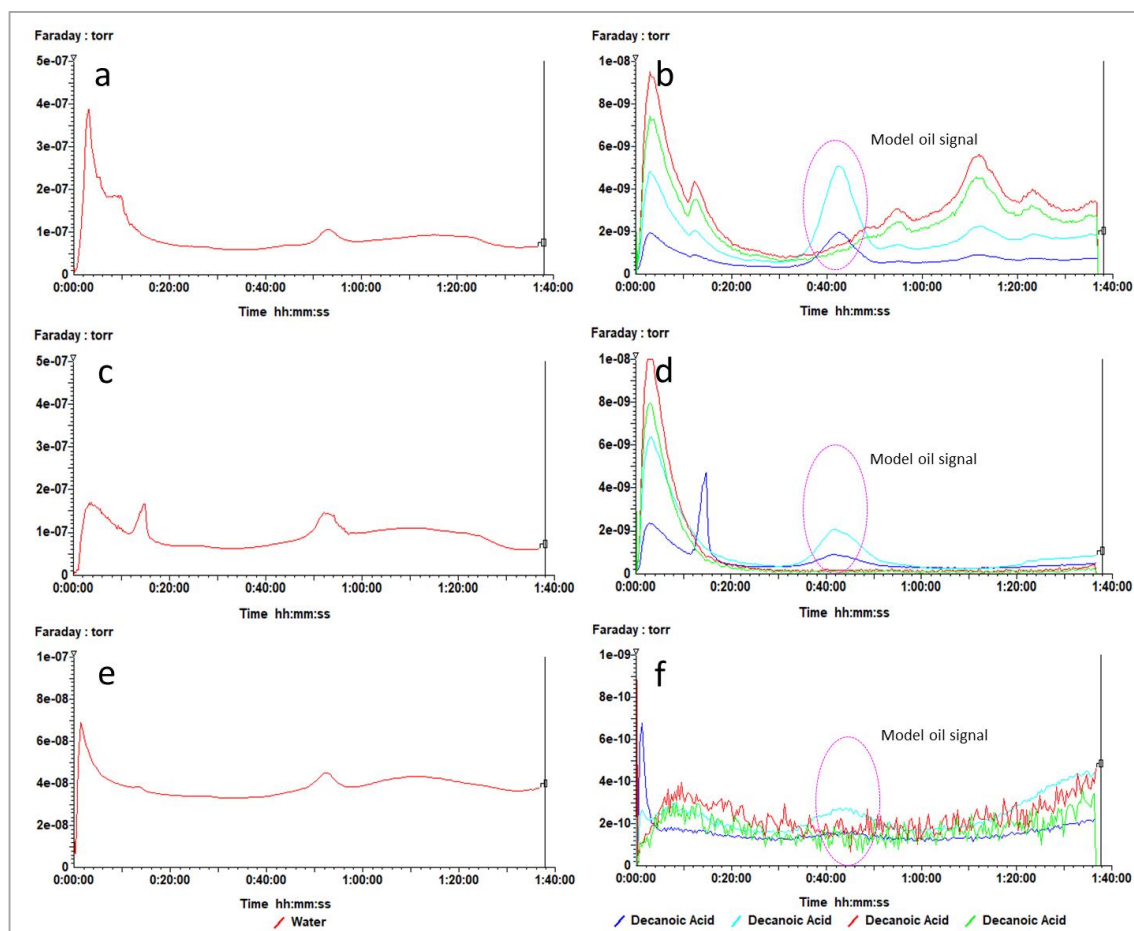 Faraday : torr
a
5e-07
4e-07
3e-07
2e-07
1e-07
0
0:00:00 0:20:00 0:40:00 1:00:00 1:20:00 1:40:00
Time hh:mm:ss
Faraday : torr
b
1e-08
8e-09
6e-09
4e-09
2e-09
0
Model oil signal
0:00:00 0:20:00 0:40:00 1:00:00 1:20:00 1:40:00
Time hh:mm:ss
Faraday : torr
c
5e-07
4e-07
3e-07
2e-07
1e-07
0
0:00:00 0:20:00 0:40:00 1:00:00 1:20:00 1:40:00
Time hh:mm:ss
Faraday : torr
d
1e-08
8e-09
6e-09
4e-09
2e-09
0
Model oil signal
0:00:00 0:20:00 0:40:00 1:00:00 1:20:00 1:40:00
Time hh:mm:ss
Faraday : torr
e
1e-07
8e-08
6e-08
4e-08
2e-08
0
0:00:00 0:20:00 0:40:00 1:00:00 1:20:00 1:40:00
Time hh:mm:ss
Water
Faraday : torr
f
1e-09
8e-10
6e-10
4e-10
2e-10
0
Model oil signal
0:00:00 0:20:00 0:40:00 1:00:00 1:20:00 1:40:00
Time hh:mm:ss
Decanoic Acid Decanoic Acid Decanoic Acid Decanoic Acid